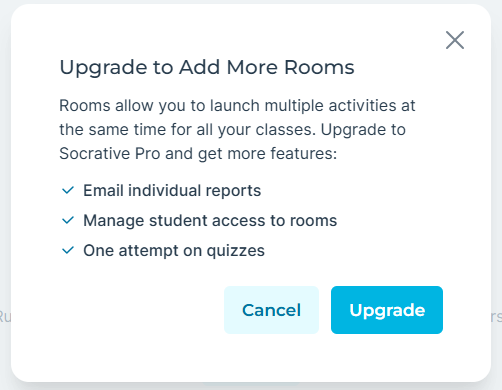 Upgrade to Add More Rooms
Rooms allow you to launch multiple activities at
the same time for all your classes. Upgrade to
Socrative Pro and get more features:
Email individual reports
Manage student access to rooms
One attempt on quizzes
Cancel
Upgrade